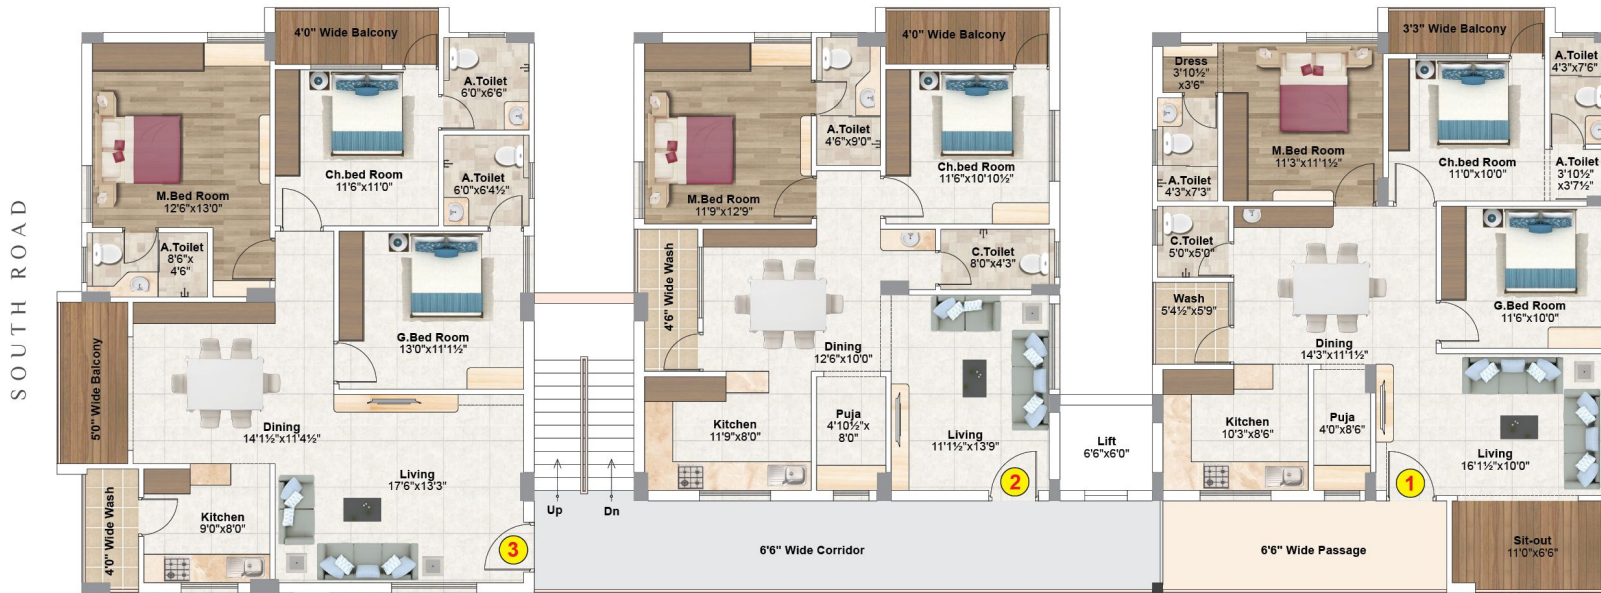 SOUTH ROAD
4'0" Wide Balcony
A.Toilet
6'0"x6'6"
Ch.bed Room
11'6"x11'0"
M.Bed Room
12'6"x13'0"
A.Toilet
6'0"x6'4½"
A.Toilet
8'6"x
4'6"
G.Bed Room
13'0"x11'1½"
5'0" Wide Balcony
Dining
14'1½"x11'4½"
Living
17'6"x13'3"
4'0" Wide Wash
Kitchen
9'0"x8'0"
3
Up
Dn
4'0" Wide Balcony
A.Toilet
4'6"x9'0"
Ch.bed Room
11'6"x10'10½"
M.Bed Room
11'9"x12'9"
4'6" Wide Wash
C.Toilet
8'0"x4'3"
Dining
12'6"x10'0"
Kitchen
11'9"x8'0"
Puja
4'10½"x
8'0"
Living
11'1½"x13'9"
2
Lift
6'6"x6'0"
6'6" Wide Corridor
3'3" Wide Balcony
Dress
3'10½"
x3'6"
A.Toilet
4'3"x7'6"
M.Bed Room
11'3"x11'1½"
Ch.bed Room
11'0"x10'0"
A.Toilet
3'10½"
x3'7½"
A.Toilet
4'3"x7'3"
C.Toilet
5'0"x5'0"
Wash
5'4½"x5'9"
G.Bed Room
11'6"x10'0"
Dining
14'3"x11'1½"
Kitchen
10'3"x8'6"
Puja
4'0"x8'6"
Living
16'1½"x10'0"
1
6'6" Wide Passage
Sit-out
11'0"x6'6"